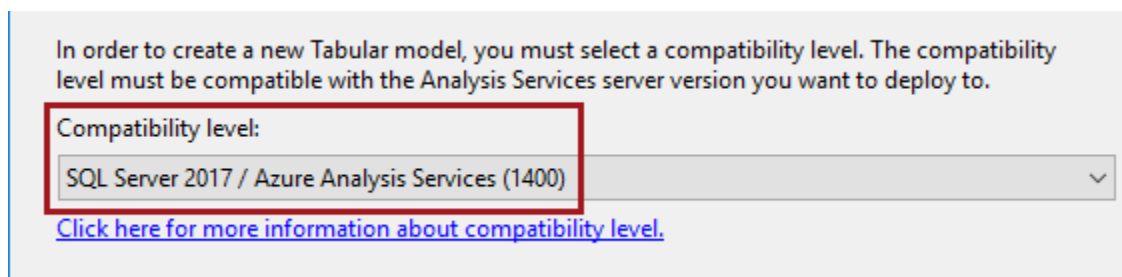 In order to create a new Tabular model, you must select a compatibility level. The compatibility
level must be compatible with the Analysis Services server version you want to deploy to.
Compatibility level:
SQL Server 2017 / Azure Analysis Services (1400)
Click here for more information about compatibility level.